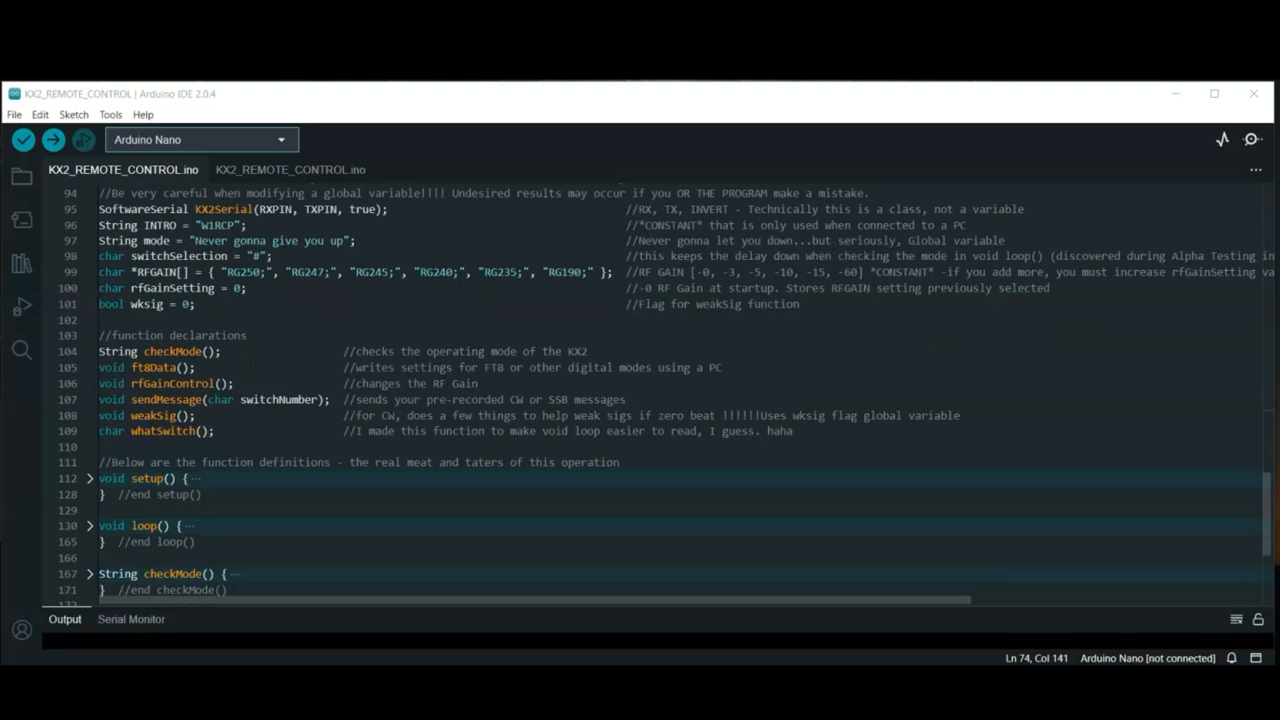 KX2_REMOTE_CONTROL | Arduino IDE 2.0.4
File Edit Sketch Tools Help
Arduino Nano
KX2_REMOTE_CONTROL.ino KX2_REMOTE_CONTROL.ino
94 //Be very careful when modifying a global variable!!!! Undesired results may occur if you OR THE PROGRAM make a mistake.
95 SoftwareSerial KX2Serial(RXPIN, TXPIN, true); //RX, TX, INVERT - Technically this is a class, not a variable
96 String INTRO = "W1RCP"; //*CONSTANT* that is only used when connected to a PC
97 String mode = "Never gonna give you up"; //Never gonna let you down...but seriously, Global variable
98 char switchSelection = "#"; //this keeps the delay down when checking the mode in void loop() (discovered during Alpha Testing in
99 char *RFGAIN[] = { "RG250;", "RG247;", "RG245;", "RG240;", "RG235;", "RG190;" }; //RF GAIN [-0, -3, -5, -10, -15, -60] *CONSTANT* -if you add more, you must increase rfGainSetting va
100 char rfGainSetting = 0; //-0 RF Gain at startup. Stores RFGAIN setting previously selected
101 bool wksig = 0; //Flag for weakSig function
102
103 //function declarations
104 String checkMode(); //checks the operating mode of the KX2
105 void ft8Data(); //writes settings for FT8 or other digital modes using a PC
106 void rfGainControl(); //changes the RF Gain
107 void sendMessage(char switchNumber); //sends your pre-recorded CW or SSB messages
108 void weakSig(); //for CW, does a few things to help weak sigs if zero beat !!!!!!Uses wksig flag global variable
109 char whatSwitch(); //I made this function to make void loop easier to read, I guess. haha
110
111 //Below are the function definitions - the real meat and taters of this operation
112 void setup() { ...
128 } //end setup()
129
130 void loop() { ...
165 } //end loop()
166
167 String checkMode() { ...
171 } //end checkMode()
172
Output Serial Monitor
Ln 74, Col 141 Arduino Nano [not connected]